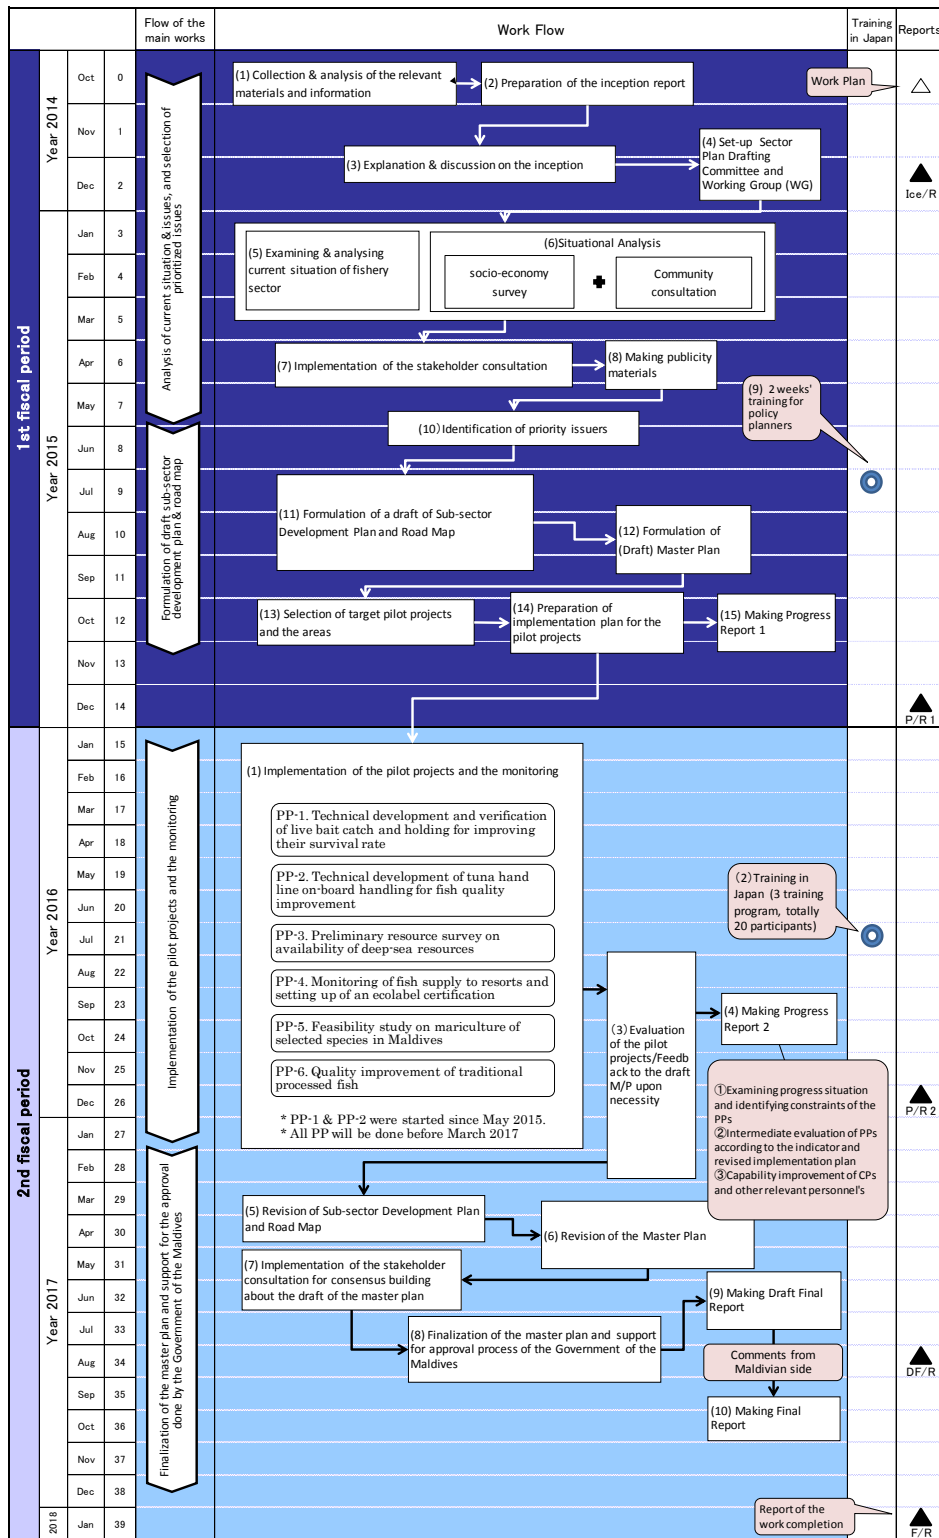 Flow of the
main works
Work Flow
Training
in Japan
Reports
1st fiscal period
2nd fiscal period
Year 2014
Year 2015
Year 2016
Year 2017
2018
Oct 0
Nov 1
Dec 2
Jan 3
Feb 4
Mar 5
Apr 6
May 7
Jun 8
Jul 9
Aug 10
Sep 11
Oct 12
Nov 13
Dec 14
Jan 15
Feb 16
Mar 17
Apr 18
May 19
Jun 20
Jul 21
Aug 22
Sep 23
Oct 24
Nov 25
Dec 26
Jan 27
Feb 28
Mar 29
Apr 30
May 31
Jun 32
Jul 33
Aug 34
Sep 35
Oct 36
Nov 37
Dec 38
Jan 39
Analysis of current situation & issues, and selection of
prioritized issues
Formulation of draft sub-sector
development plan & road map
Implementation of the pilot projects and the monitoring
Finalization of the master plan and support for the approval
done by the Government of the Maldives
(1) Collection & analysis of the relevant
materials and information
(2) Preparation of the inception report
Work Plan
(3) Explanation & discussion on the inception
(4) Set-up Sector
Plan Drafting
Committee and
Working Group (WG)
Ice/R
(5) Examining & analysing
current situation of fishery
sector
(6)Situational Analysis
socio-economy
survey
Community
consultation
(7) Implementation of the stakeholder consultation
(8) Making publicity
materials
(9) 2 weeks'
training for
policy
planners
(10)Identification of priority issuers
(11) Formulation of a draft of Sub-sector
Development Plan and Road Map
(12) Formulation of
(Draft) Master Plan
(13) Selection of target pilot projects
and the areas
(14) Preparation of
implementation plan for the
pilot projects
(15) Making Progress
Report 1
P/R 1
(1) Implementation of the pilot projects and the monitoring
PP-1. Technical development and verification
of live bait catch and holding for improving
their survival rate
PP-2. Technical development of tuna hand
line on-board handling for fish quality
improvement
PP-3. Preliminary resource survey on
availability of deep-sea resources
PP-4. Monitoring of fish supply to resorts and
setting up of an ecolabel certification
PP-5. Feasibility study on mariculture of
selected species in Maldives
PP-6. Quality improvement of traditional
processed fish
* PP-1 & PP-2 were started since May 2015.
* All PP will be done before March 2017
(2)Training in
Japan (3 training
program, totally
20 participants)
(3) Evaluation
of the pilot
projects/Feedb
ack to the draft
M/P upon
necessity
(4) Making Progress
Report 2
①Examining progress situation
and identifying constraints of the
PPs
②Intermediate evaluation of PPs
according to the indicator and
revised implementation plan
③Capability improvement of CPs
and other relevant personnel's
P/R 2
(5) Revision of Sub-sector Development Plan
and Road Map
(6) Revision of the Master Plan
(7) Implementation of the stakeholder
consultation for consensus building
about the draft of the master plan
(8) Finalization of the master plan and support
for approval process of the Government of the
Maldives
(9) Making Draft Final
Report
Comments from
Maldivian side
DF/R
(10) Making Final
Report
Report of the
work completion
F/R